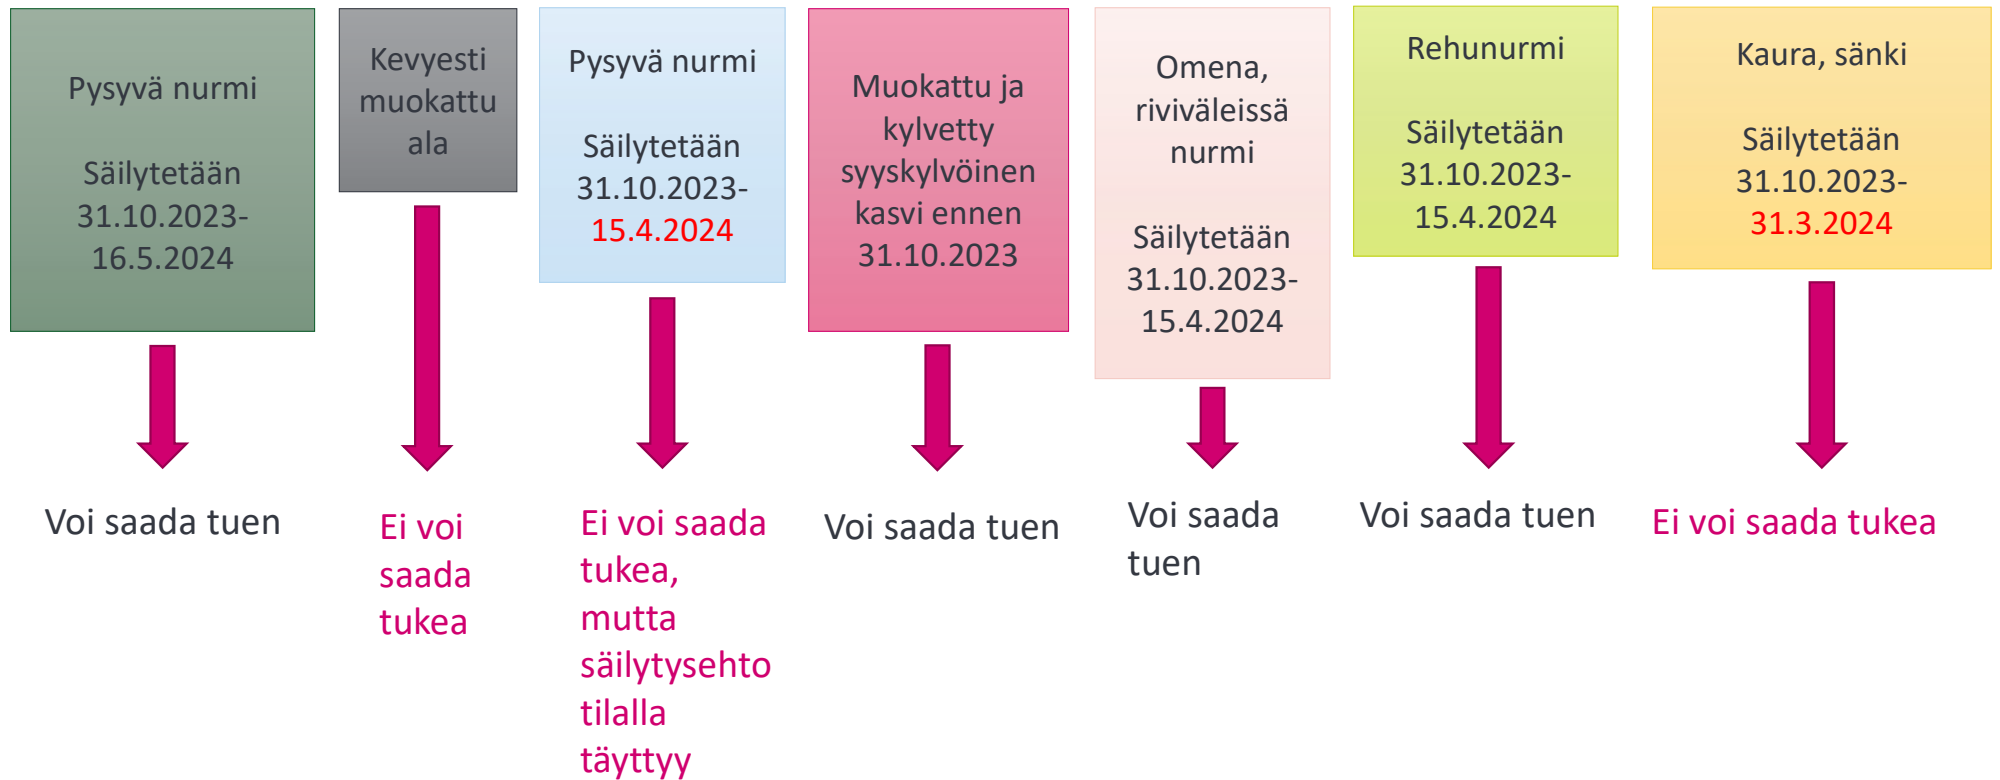 Pysyvä nurmi
Säilytetään
31.10.2023-
16.5.2024
Voi saada tuen
Kevyesti
muokattu
ala
Ei voi
saada
tukea
Pysyvä nurmi
Säilytetään
31.10.2023-
15.4.2024
Ei voi saada
tukea,
mutta
säilytysehto
tilalla
täyttyy
Muokattu ja
kylvetty
syyskylvöinen
kasvi ennen
31.10.2023
Voi saada tuen
Omena,
riviväleissä
nurmi
Säilytetään
31.10.2023-
15.4.2024
Voi saada
tuen
Rehunurmi
Säilytetään
31.10.2023-
15.4.2024
Voi saada tuen
Kaura, sänki
Säilytetään
31.10.2023-
31.3.2024
Ei voi saada tukea